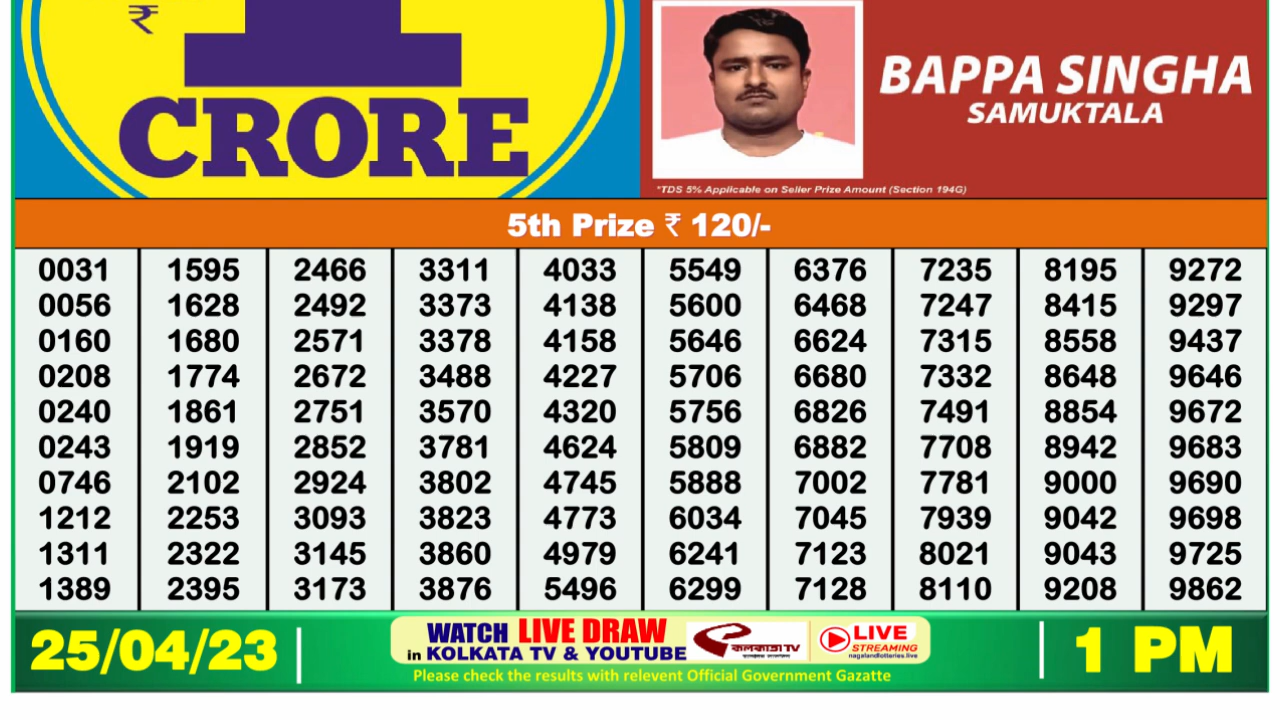 ₹
CRORE
BAPPA SINGHA
SAMUKTALA
*TDS 5% Applicable on Seller Prize Amount (Section 194G)
5th Prize ₹ 120/-
0031 1595 2466 3311 4033 5549 6376 7235 8195 9272
0056 1628 2492 3373 4138 5600 6468 7247 8415 9297
0160 1680 2571 3378 4158 5646 6624 7315 8558 9437
0208 1774 2672 3488 4227 5706 6680 7332 8648 9646
0240 1861 2751 3570 4320 5756 6826 7491 8854 9672
0243 1919 2852 3781 4624 5809 6882 7708 8942 9683
0746 2102 2924 3802 4745 5888 7002 7781 9000 9690
1212 2253 3093 3823 4773 6034 7045 7939 9042 9698
1311 2322 3145 3860 4979 6241 7123 8021 9043 9725
1389 2395 3173 3876 5496 6299 7128 8110 9208 9862
25/04/23
WATCH LIVE DRAW
in KOLKATA TV & YOUTUBE
কলকাতা TV
LIVE
STREAMING
nagalandlotteries.live
Please check the results with relevent Official Government Gazatte
1 PM